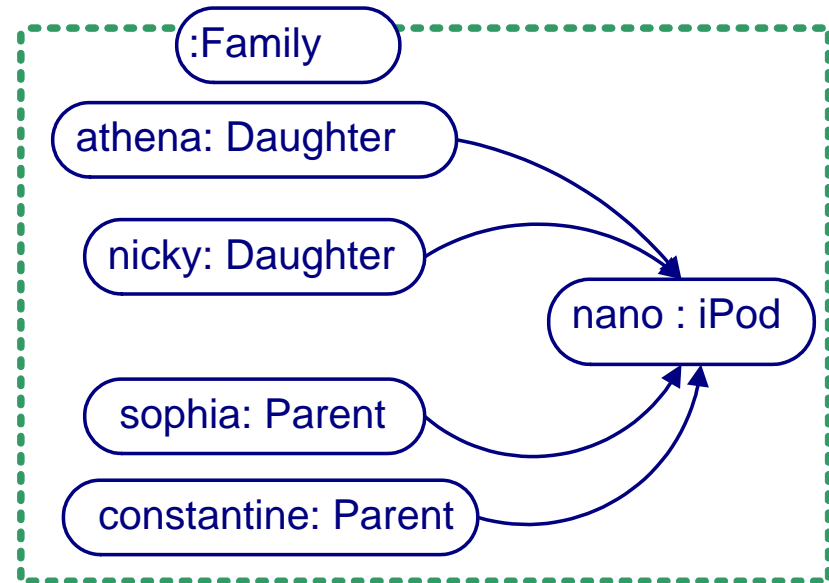 :Family
athena: Daughter
nicky: Daughter
nano : iPod
sophia: Parent
constantine: Parent